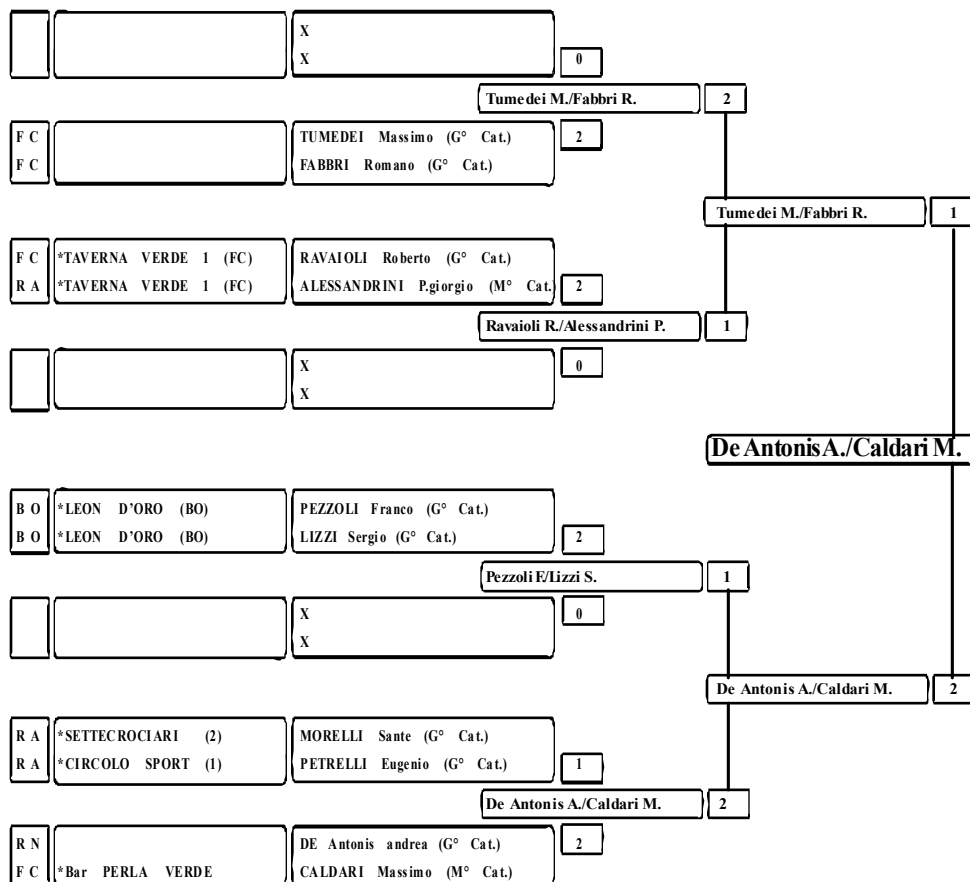 X
X
0
Tumedei M./Fabbri R. 2
F C TUMEDEI Massimo (G° Cat.) 2
F C FABBRI Romano (G° Cat.)
Tumedei M./Fabbri R. 1
F C *TAVERNA VERDE 1 (FC) RAVAIOLI Roberto (G° Cat.)
R A *TAVERNA VERDE 1 (FC) ALESSANDRINI P.giorgio (M° Cat. 2
Ravaioli R./Alessandrini P. 1
X 0
X
De Antonis A./Caldari M.
B O *LEON D'ORO (BO) PEZZOLI Franco (G° Cat.)
B O *LEON D'ORO (BO) LIZZI Sergio (G° Cat.) 2
Pezzoli F/Lizzi S. 1
X 0
X
De Antonis A./Caldari M. 2
R A *SETTECROCIARI (2) MORELLI Sante (G° Cat.)
R A *CIRCOLO SPORT (1) PETRELLI Eugenio (G° Cat.) 1
De Antonis A./Caldari M. 2
R N DE Antonis andrea (G° Cat.) 2
F C *Bar PERLA VERDE CALDARI Massimo (M° Cat.)